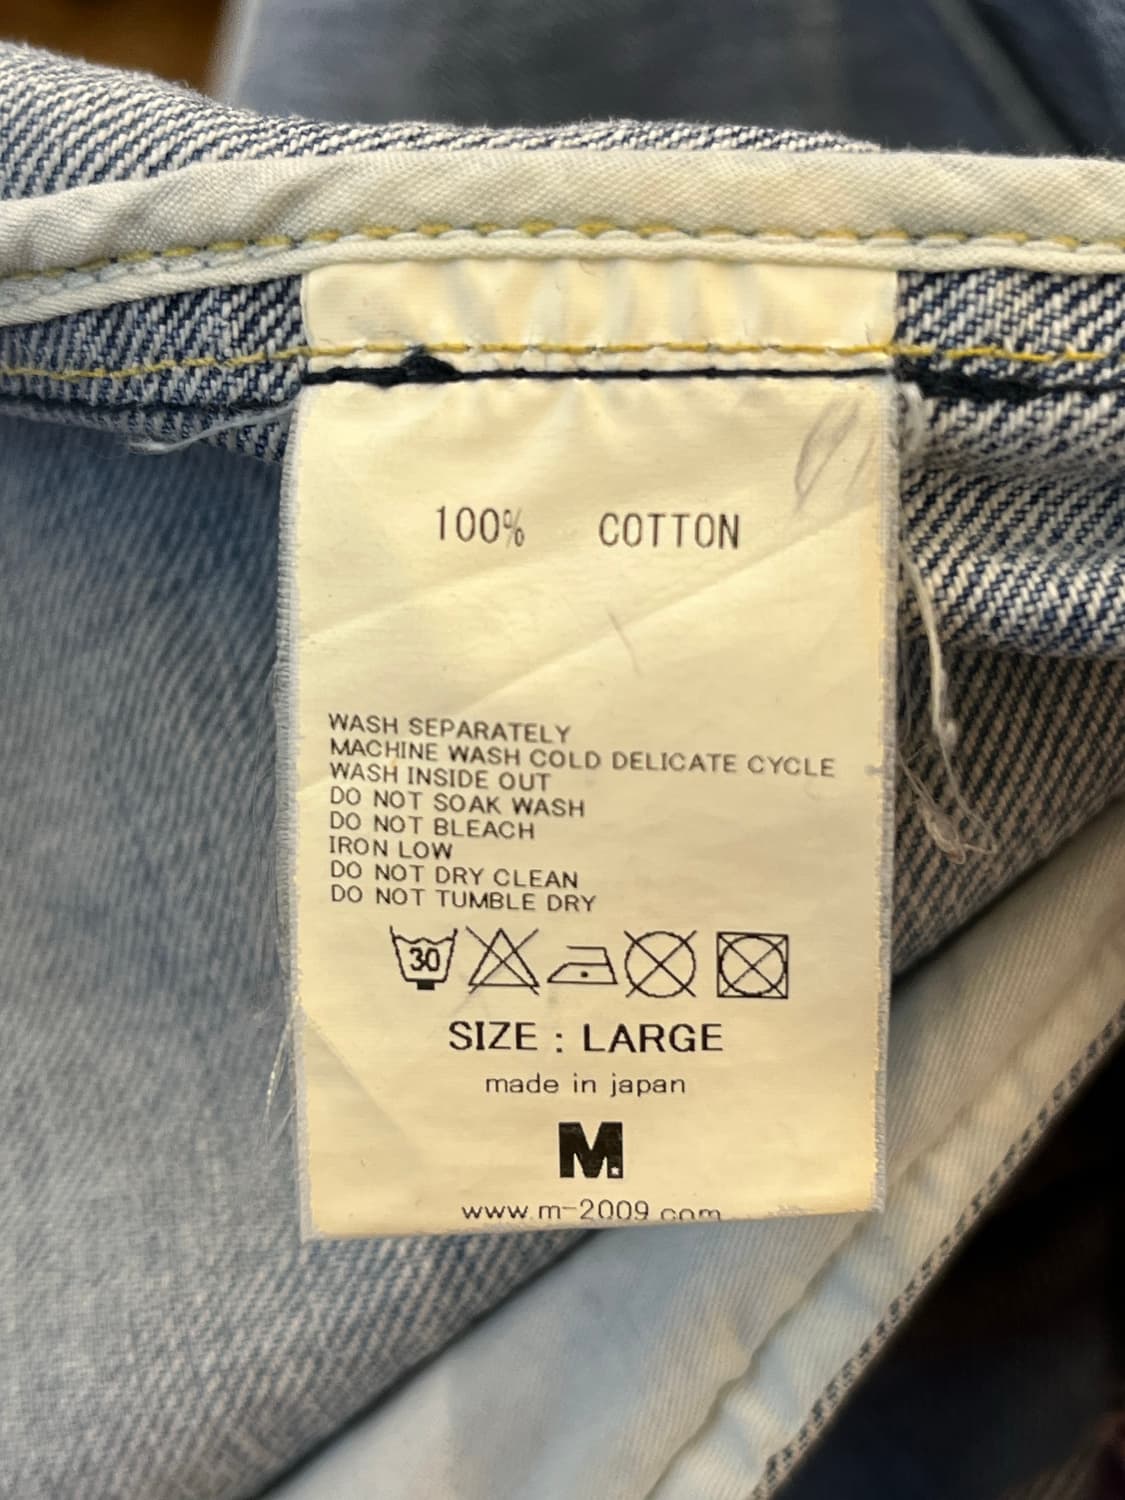 100% COTTON
WASH SEPARATELY
MACHINE WASH COLD DELICATE CYCLE
WASH INSIDE OUT
DO NOT SOAK WASH
DO NOT BLEACH
IRON LOW
DO NOT DRY CLEAN
DO NOT TUMBLE DRY
30
SIZE : LARGE
made in japan
M
www.m-2009.com